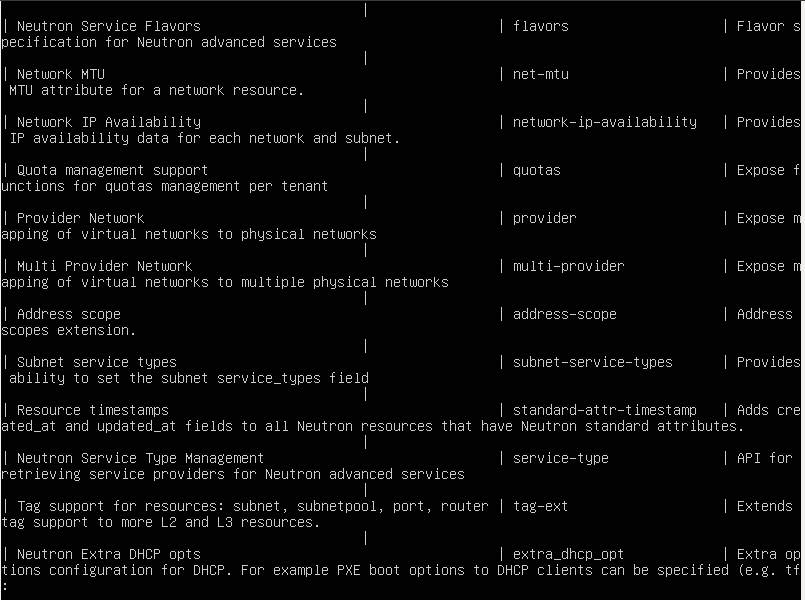 |
| Neutron Service Flavors | flavors | Flavor s
pecification for Neutron advanced services
|
| Network MTU | net-mtu | Provides
MTU attribute for a network resource.
|
| Network IP Availability | network-ip-availability | Provides
IP availability data for each network and subnet.
|
| Quota management support | quotas | Expose f
unctions for quotas management per tenant
|
| Provider Network | provider | Expose m
apping of virtual networks to physical networks
|
| Multi Provider Network | multi-provider | Expose m
apping of virtual networks to multiple physical networks
|
| Address scope | address-scope | Address
scopes extension.
|
| Subnet service types | subnet-service-types | Provides
ability to set the subnet service_types field
|
| Resource timestamps | standard-attr-timestamp | Adds cre
ated_at and updated_at fields to all Neutron resources that have Neutron standard attributes.
|
| Neutron Service Type Management | service-type | API for
retrieving service providers for Neutron advanced services
|
| Tag support for resources: subnet, subnetpool, port, router | tag-ext | Extends
tag support to more L2 and L3 resources.
|
| Neutron Extra DHCP opts | extra_dhcp_opt | Extra op
tions configuration for DHCP. For example PXE boot options to DHCP clients can be specified (e.g. tf
: